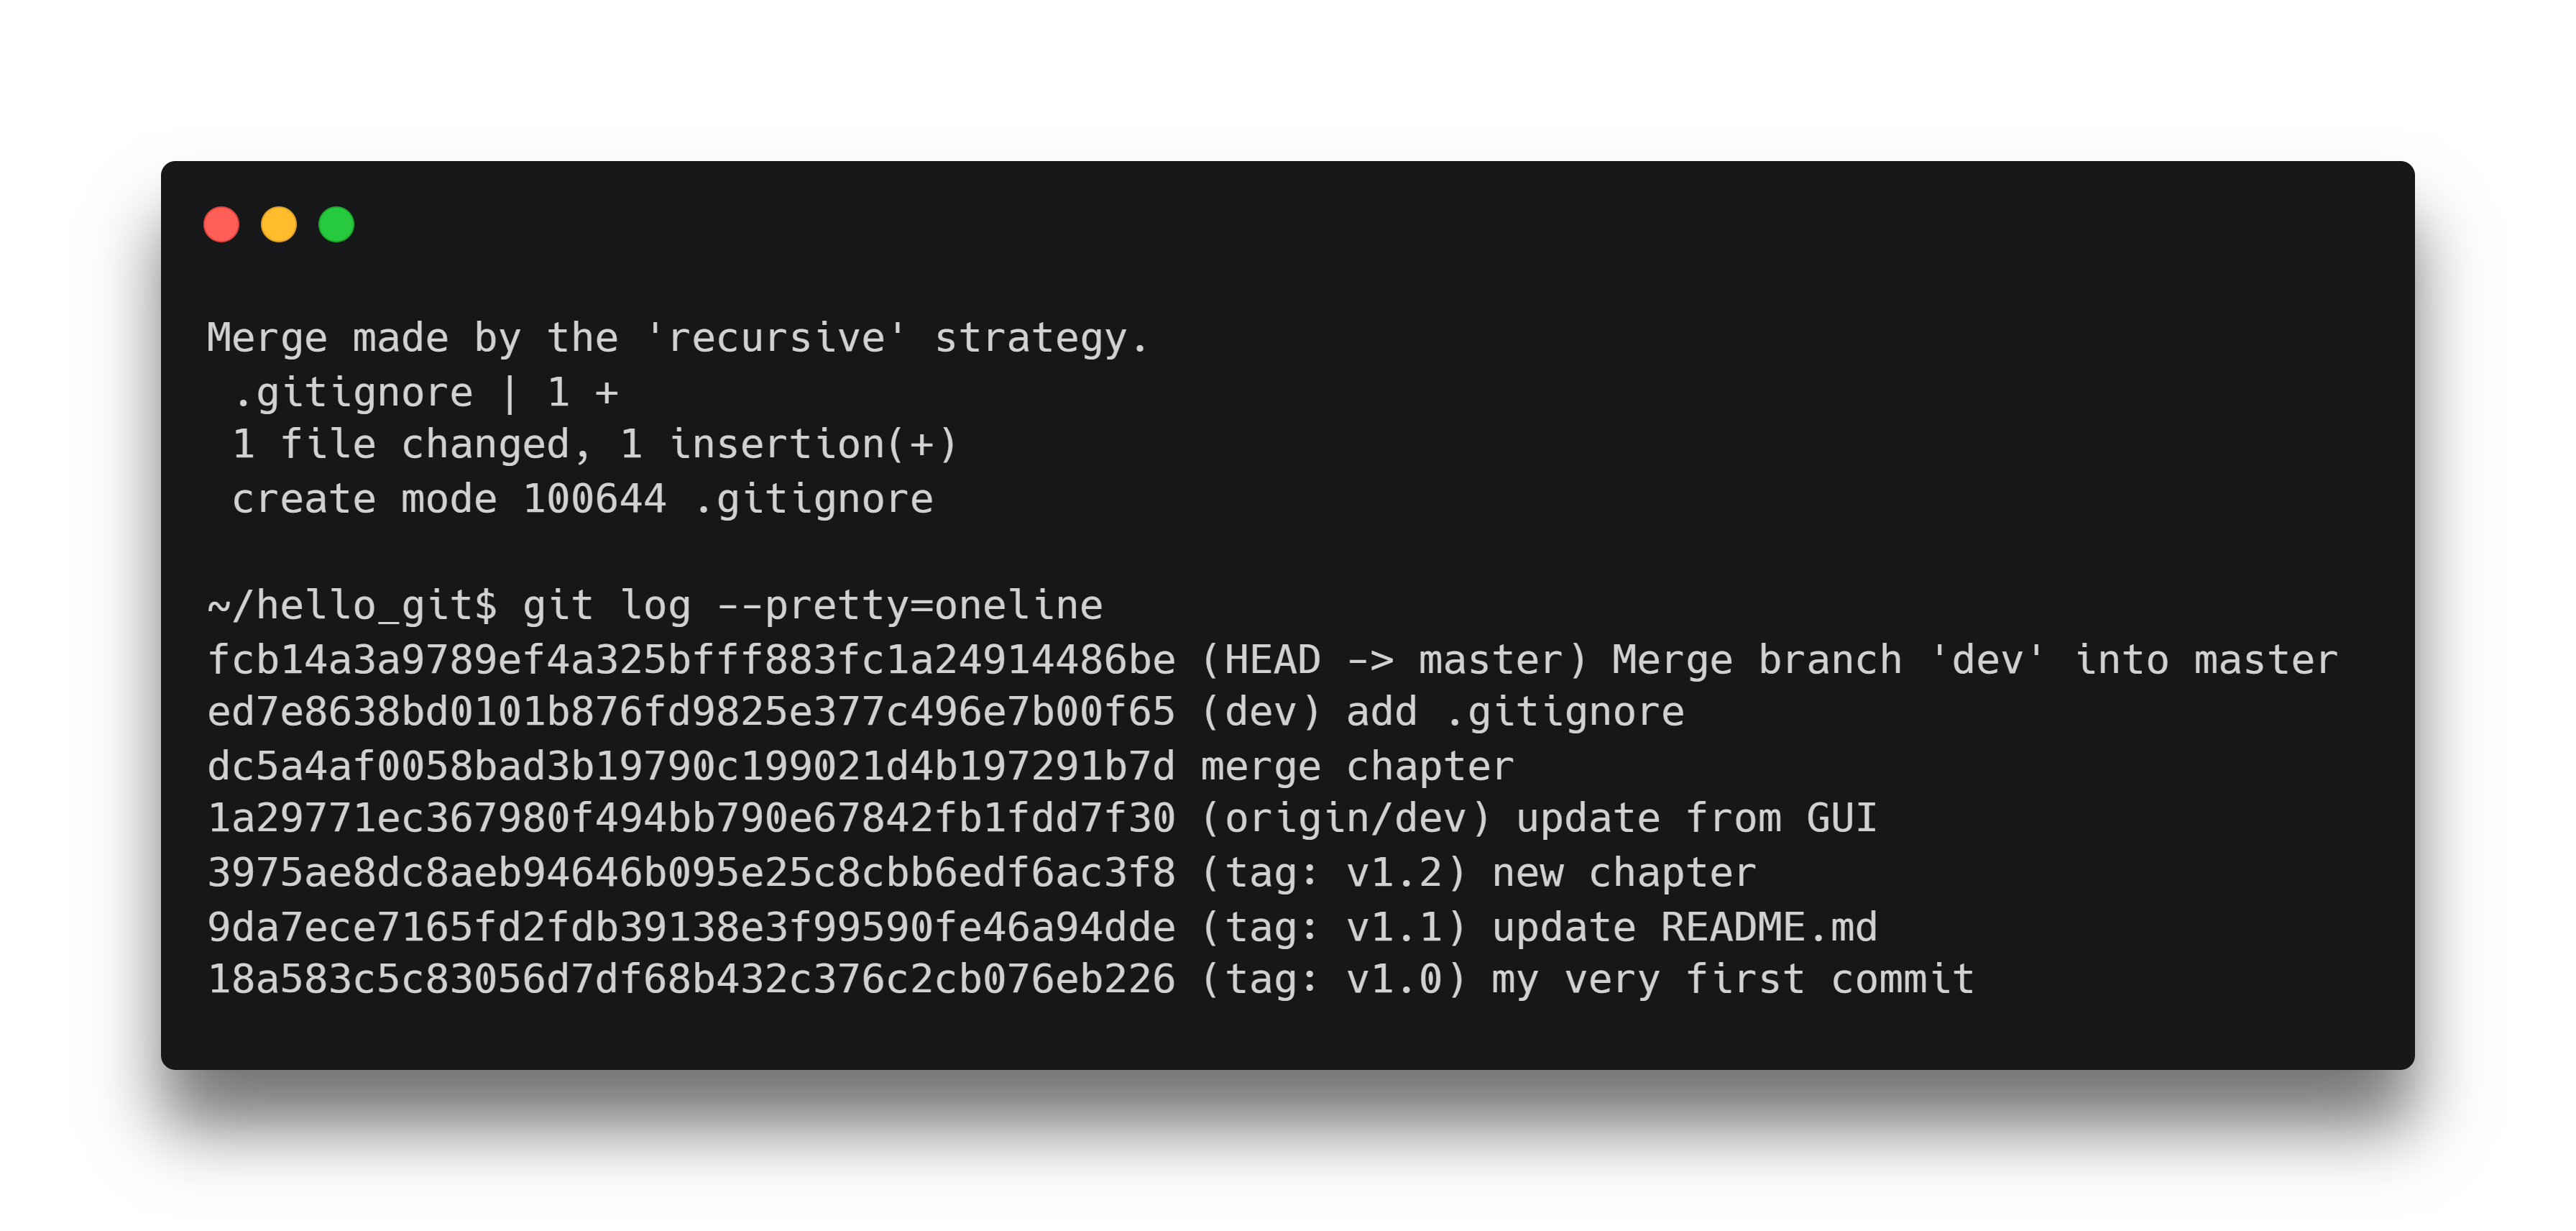 Merge made by the 'recursive' strategy.
 .gitignore | 1 +
 1 file changed, 1 insertion(+)
 create mode 100644 .gitignore

~/hello_git$ git log --pretty=oneline
fcb14a3a9789ef4a325bfff883fc1a24914486be (HEAD -> master) Merge branch 'dev' into master
ed7e8638bd0101b876fd9825e377c496e7b00f65 (dev) add .gitignore
dc5a4af0058bad3b19790c199021d4b197291b7d merge chapter
1a29771ec367980f494bb790e67842fb1fdd7f30 (origin/dev) update from GUI
3975ae8dc8aeb94646b095e25c8cbb6edf6ac3f8 (tag: v1.2) new chapter
9da7ece7165fd2fdb39138e3f99590fe46a94dde (tag: v1.1) update README.md
18a583c5c83056d7df68b432c376c2cb076eb226 (tag: v1.0) my very first commit